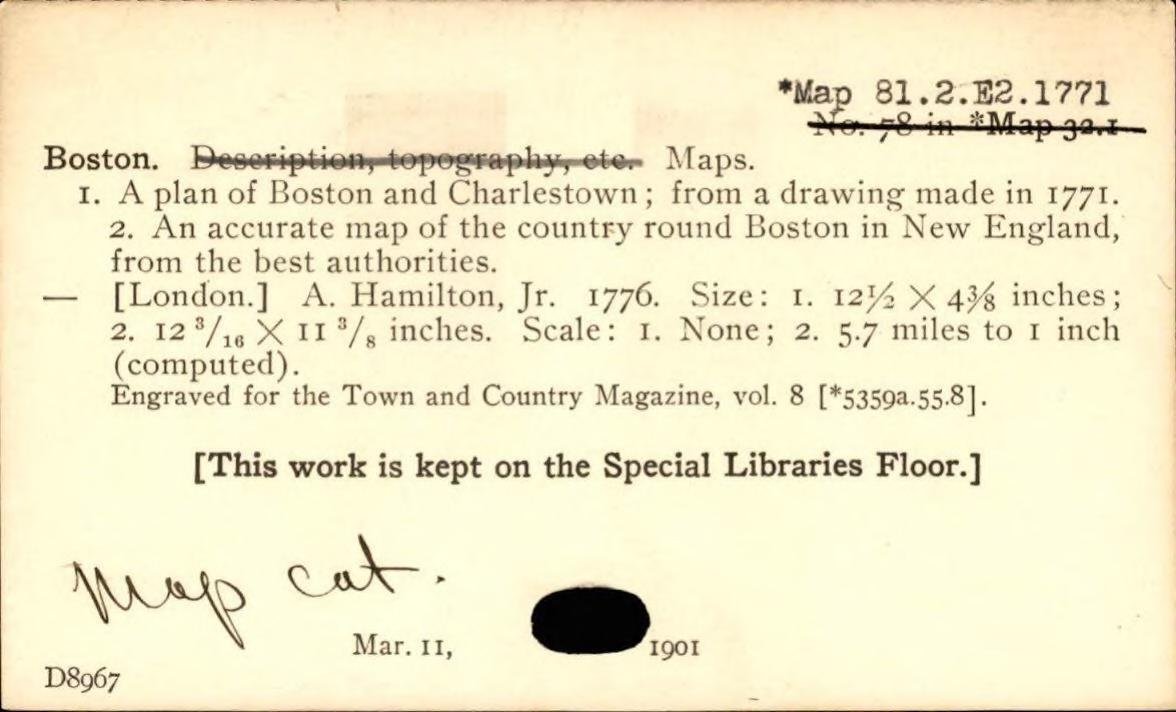 *Map 81.2.E2.1771
No. 78 in *Map 32.1
Boston. Description, topography, etc. Maps.
1. A plan of Boston and Charlestown; from a drawing made in 1771.
2. An accurate map of the country round Boston in New England,
from the best authorities.
— [London.] A. Hamilton, Jr. 1776. Size: 1. 12½ X 4⅜ inches;
2. 12 ³/₁₆ X 11 ³/₈ inches. Scale: 1. None; 2. 5.7 miles to 1 inch
(computed).
Engraved for the Town and Country Magazine, vol. 8 [*5359a.55.8].
[This work is kept on the Special Libraries Floor.]
Map cat.
Mar. 11, 1901
D8967